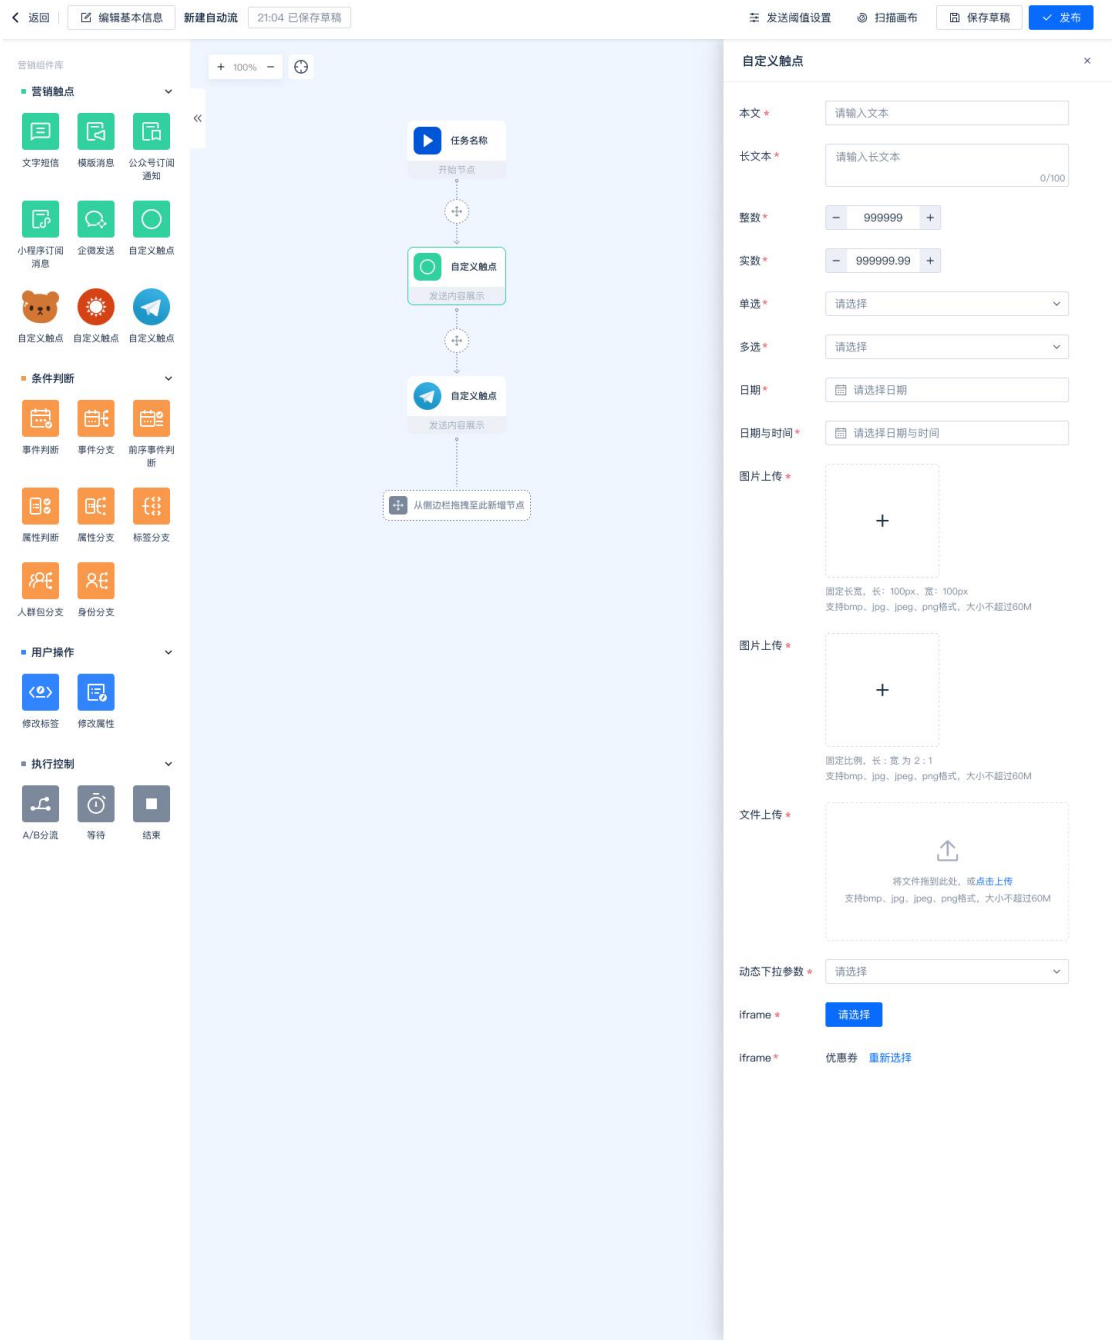 返回
编辑基本信息
新建自动流
21:04 已保存草稿
发送阈值设置
扫描画布
保存草稿
发布
营销组件库
营销触点
文字短信
模版消息
公众号订阅
通知
小程序订阅
消息
企微发送
自定义触点
自定义触点
自定义触点
自定义触点
条件判断
事件判断
事件分支
前序事件判
断
属性判断
属性分支
标签分支
人群包分支
身份分支
用户操作
修改标签
修改属性
执行控制
A/B分流
等待
结束
+ 100% −
任务名称
开始节点
自定义触点
发送内容展示
自定义触点
发送内容展示
从侧边栏拖拽至此新增节点
自定义触点
本文 *
请输入文本
长文本 *
请输入长文本
0/100
整数 *
− 999999 +
实数 *
− 999999.99 +
单选 *
请选择
多选 *
请选择
日期 *
请选择日期
日期与时间 *
请选择日期与时间
图片上传 *
固定长宽，长：100px、宽：100px
支持bmp、jpg、jpeg、png格式，大小不超过60M
图片上传 *
固定比例，长 : 宽 为 2 : 1
支持bmp、jpg、jpeg、png格式，大小不超过60M
文件上传 *
将文件拖到此处，或点击上传
支持bmp、jpg、jpeg、png格式，大小不超过60M
动态下拉参数 *
请选择
iframe *
请选择
iframe *
优惠券 重新选择